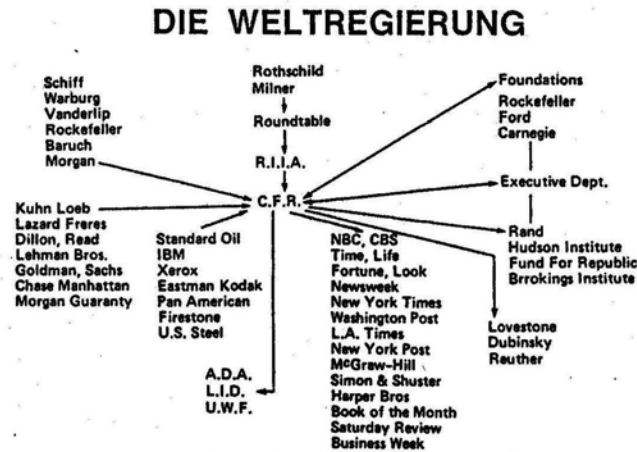 DIE WELTREGIERUNG
Schiff
Warburg
Vanderlip
Rockefeller
Baruch
Morgan
Rothschild
Milner
Roundtable
R.I.I.A.
C.F.R.
Foundations
Rockefeller
Ford
Carnegie
Executive Dept.
Rand
Hudson Institute
Fund For Republic
Brrokings Institute
Kuhn Loeb
Lazard Freres
Dillon, Read
Lehman Bros.
Goldman, Sachs
Chase Manhattan
Morgan Guaranty
Standard Oil
IBM
Xerox
Eastman Kodak
Pan American
Firestone
U.S. Steel
NBC, CBS
Time, Life
Fortune, Look
Newsweek
New York Times
Washington Post
L.A. Times
New York Post
McGraw-Hill
Simon & Shuster
Harper Bros
Book of the Month
Saturday Review
Business Week
Lovestone
Dubinsky
Reuther
A.D.A.
L.I.D.
U.W.F.